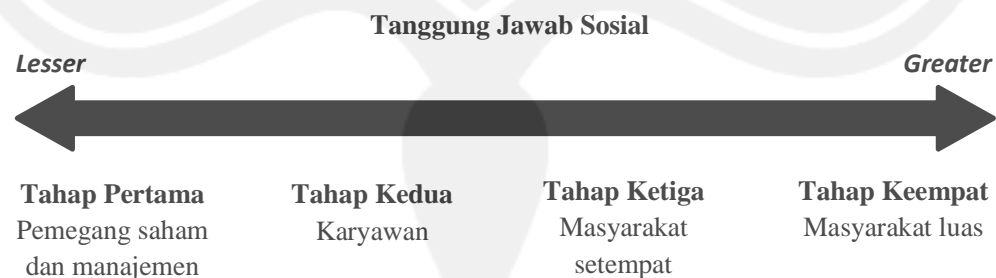 Tanggung Jawab Sosial
Lesser Greater
Tahap Pertama
Pemegang saham
dan manajemen
Tahap Kedua
Karyawan
Tahap Ketiga
Masyarakat
setempat
Tahap Keempat
Masyarakat luas